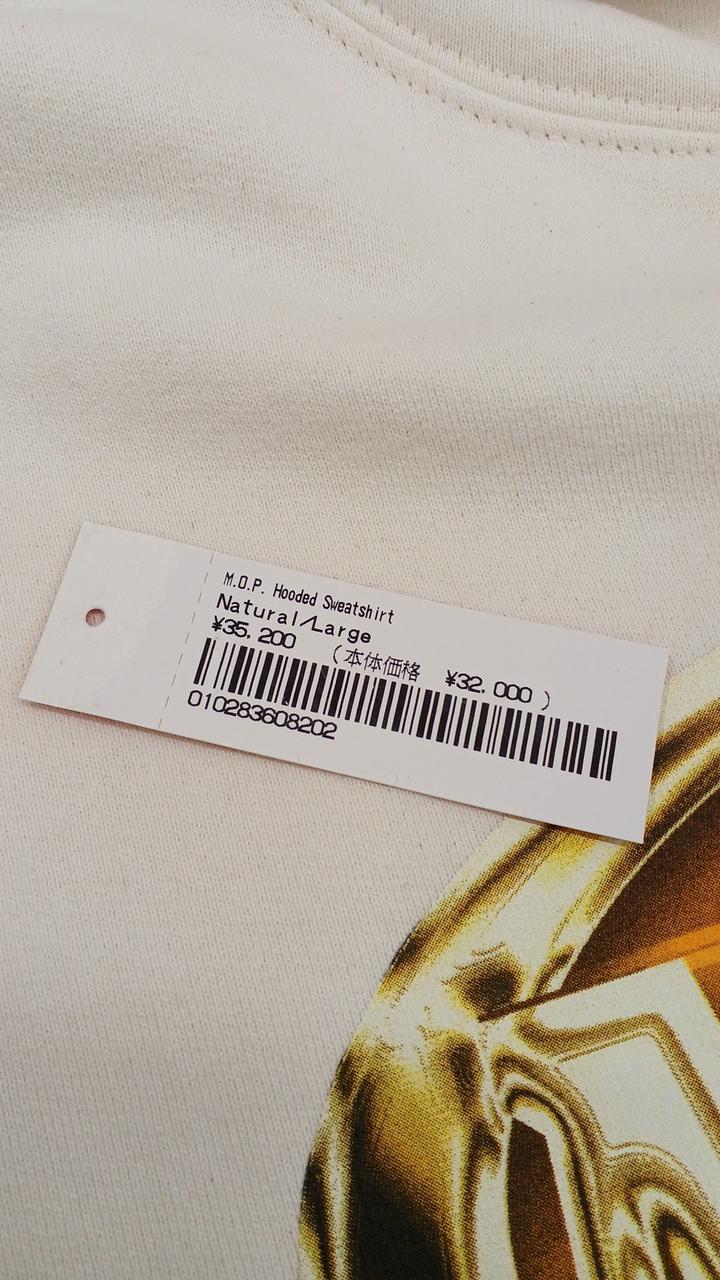 M.O.P. Hooded Sweatshirt
Natural/Large
¥35,200 (本体価格 ¥32,000)
010283608202